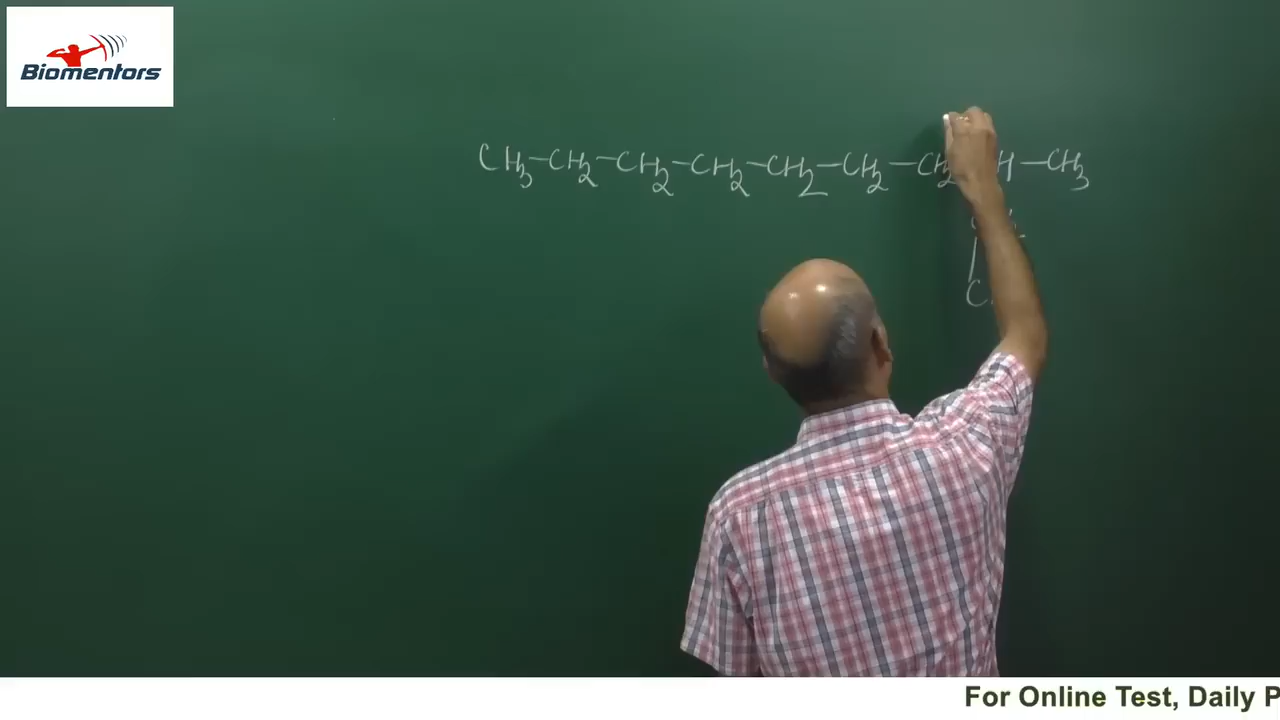 Biomentors
CH3-CH2-CH2-CH2-CH2-CH2-CH2 H-CH3
C
For Online Test, Daily P